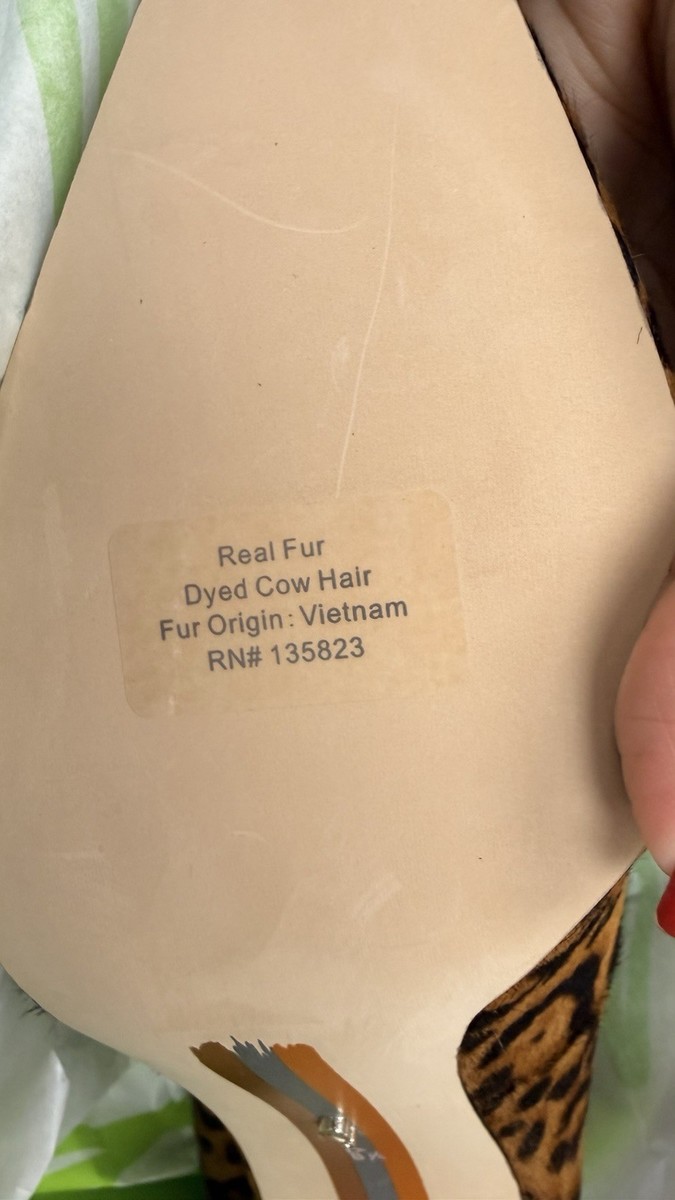 Real Fur
Dyed Cow Hair
Fur Origin: Vietnam
RN# 135823